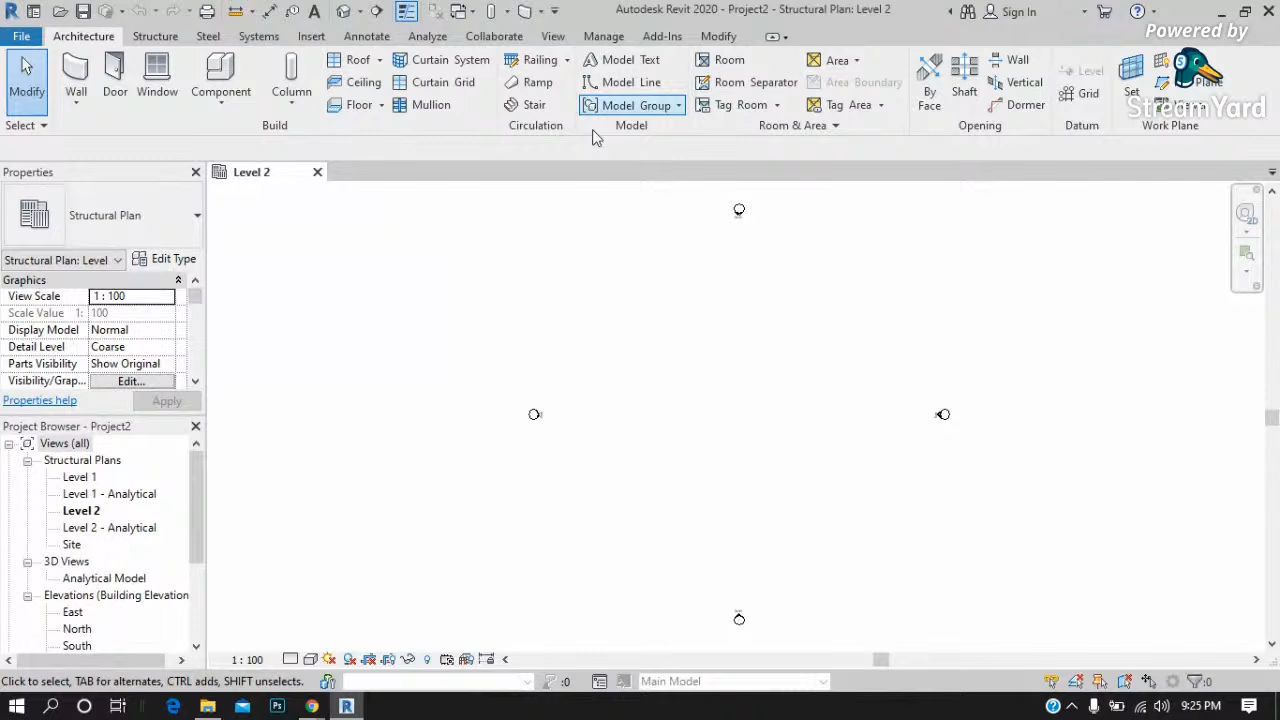 Autodesk Revit 2020 - Project2 - Structural Plan: Level 2
Sign In
Powered by
StreamYard
File Architecture Structure Steel Systems Insert Annotate Analyze Collaborate View Manage Add-Ins Modify
Modify
Wall
Door
Window
Component
Column
Roof
Ceiling
Floor
Curtain System
Curtain Grid
Mullion
Railing
Ramp
Stair
Model Text
Model Line
Model Group
Room
Room Separator
Tag Room
Area
Area Boundary
Tag Area
By Face
Shaft
Wall
Vertical
Dormer
Level
Grid
Set
Plane
Select
Build
Circulation
Model
Room & Area
Opening
Datum
Work Plane
Properties
Level 2
Structural Plan
Structural Plan: Level
Edit Type
Graphics
View Scale 1 : 100
Scale Value 1: 100
Display Model Normal
Detail Level Coarse
Parts Visibility Show Original
Visibility/Grap... Edit...
Properties help
Apply
Project Browser - Project2
Views (all)
Structural Plans
Level 1
Level 1 - Analytical
Level 2
Level 2 - Analytical
Site
3D Views
Analytical Model
Elevations (Building Elevation
East
North
South
2D
1 : 100
Click to select, TAB for alternates, CTRL adds, SHIFT unselects.
:0
Main Model
:0
9:25 PM